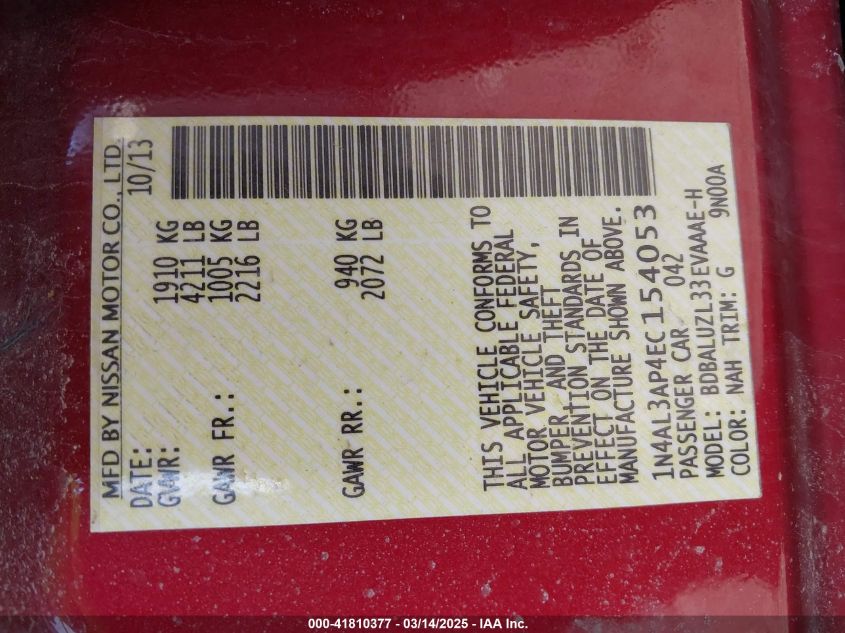 MFD BY NISSAN MOTOR CO., LTD.
DATE: 10/13
GVWR: 1910 KG
4211 LB
GAWR FR.: 1005 KG
2216 LB
GAWR RR.: 940 KG
2072 LB
THIS VEHICLE CONFORMS TO
ALL APPLICABLE FEDERAL
MOTOR VEHICLE SAFETY,
BUMPER, AND THEFT
PREVENTION STANDARDS IN
EFFECT ON THE DATE OF
MANUFACTURE SHOWN ABOVE.
1N4AL3AP4EC154053
PASSENGER CAR 042
MODEL: BDBALUZL33EVAAAE-H
COLOR: NAH TRIM: G 9N00A
000-41810377 - 03/14/2025 - IAA Inc.